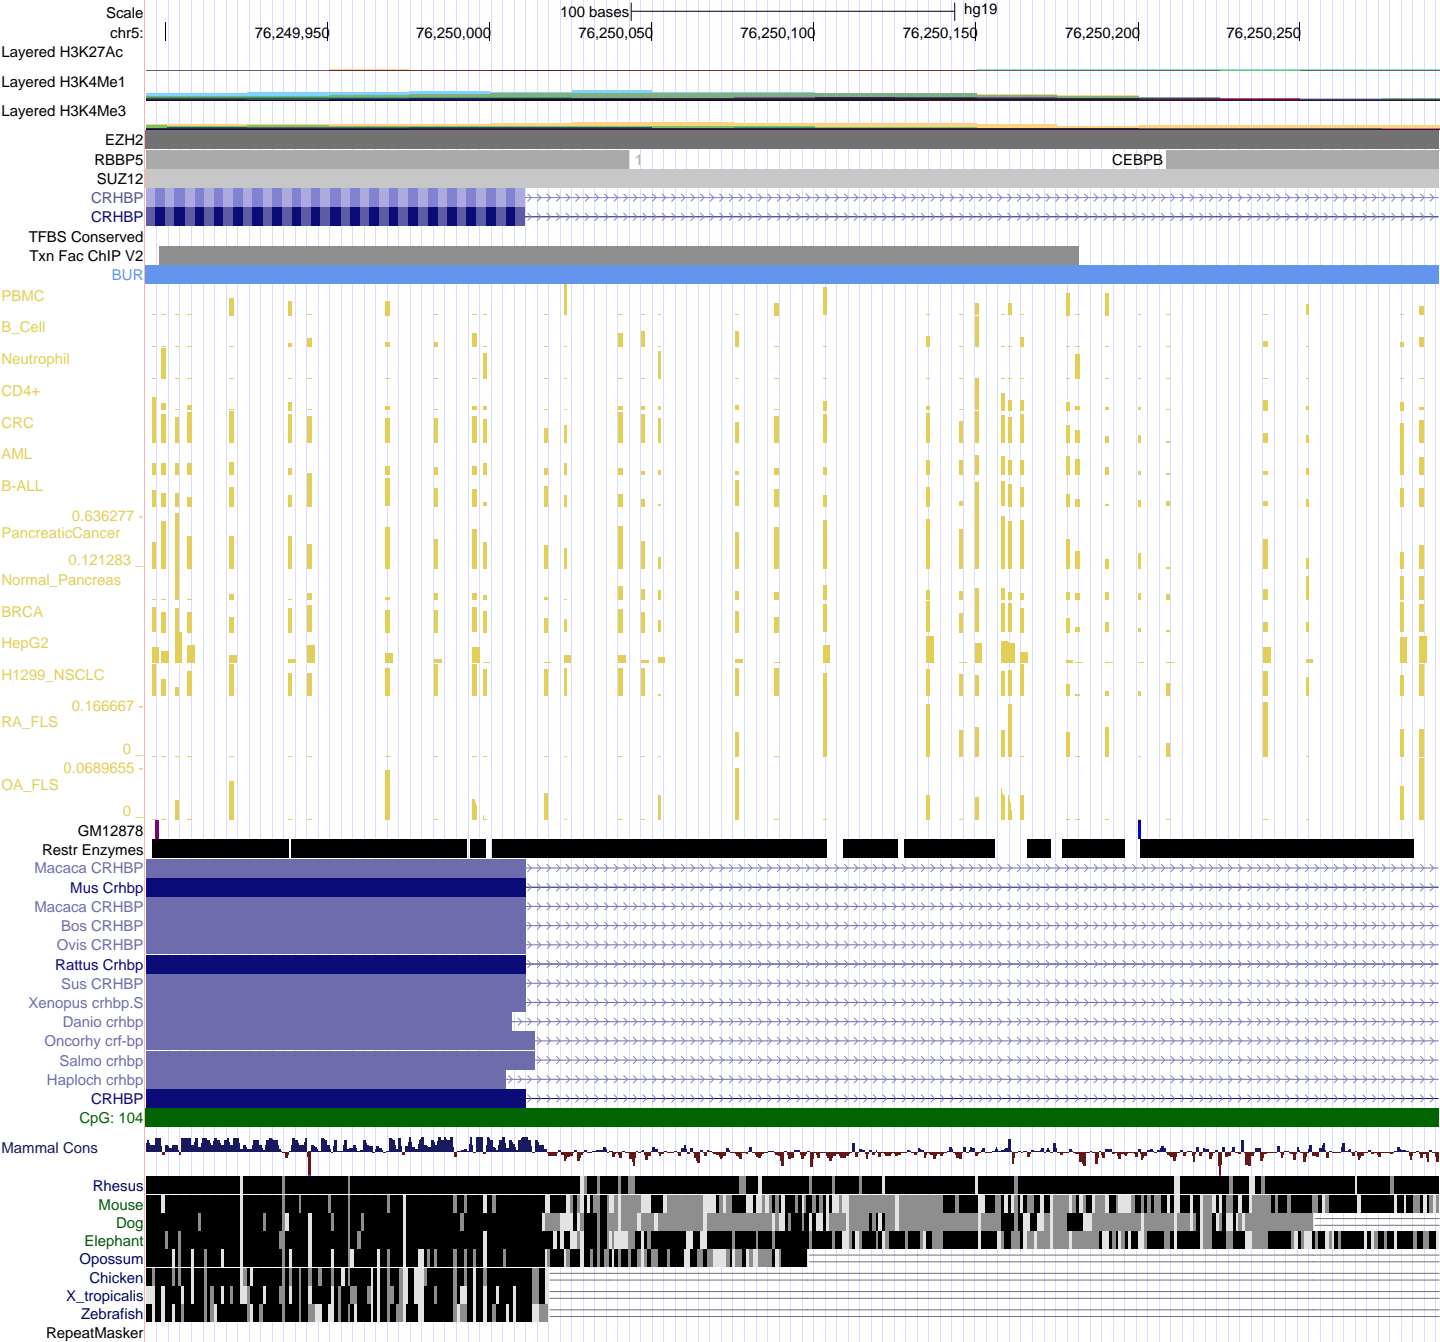 Scale 100 bases hg19
chr5: 76,249,950 76,250,000 76,250,050 76,250,100 76,250,150 76,250,200 76,250,250
Layered H3K27Ac
Layered H3K4Me1
Layered H3K4Me3
EZH2
RBBP5 1 CEBPB
SUZ12
CRHBP
CRHBP
TFBS Conserved
Txn Fac ChIP V2
BUR
PBMC
B_Cell
Neutrophil
CD4+
CRC
AML
B-ALL
0.636277 -
PancreaticCancer
0.121283 _
Normal_Pancreas
BRCA
HepG2
H1299_NSCLC
0.166667 -
RA_FLS
0 _
0.0689655 -
OA_FLS
0 _
GM12878
Restr Enzymes
Macaca CRHBP
Mus Crhbp
Macaca CRHBP
Bos CRHBP
Ovis CRHBP
Rattus Crhbp
Sus CRHBP
Xenopus crhbp.S
Danio crhbp
Oncorhy crf-bp
Salmo crhbp
Haploch crhbp
CRHBP
CpG: 104
Mammal Cons
Rhesus
Mouse
Dog
Elephant
Opossum
Chicken
X_tropicalis
Zebrafish
RepeatMasker